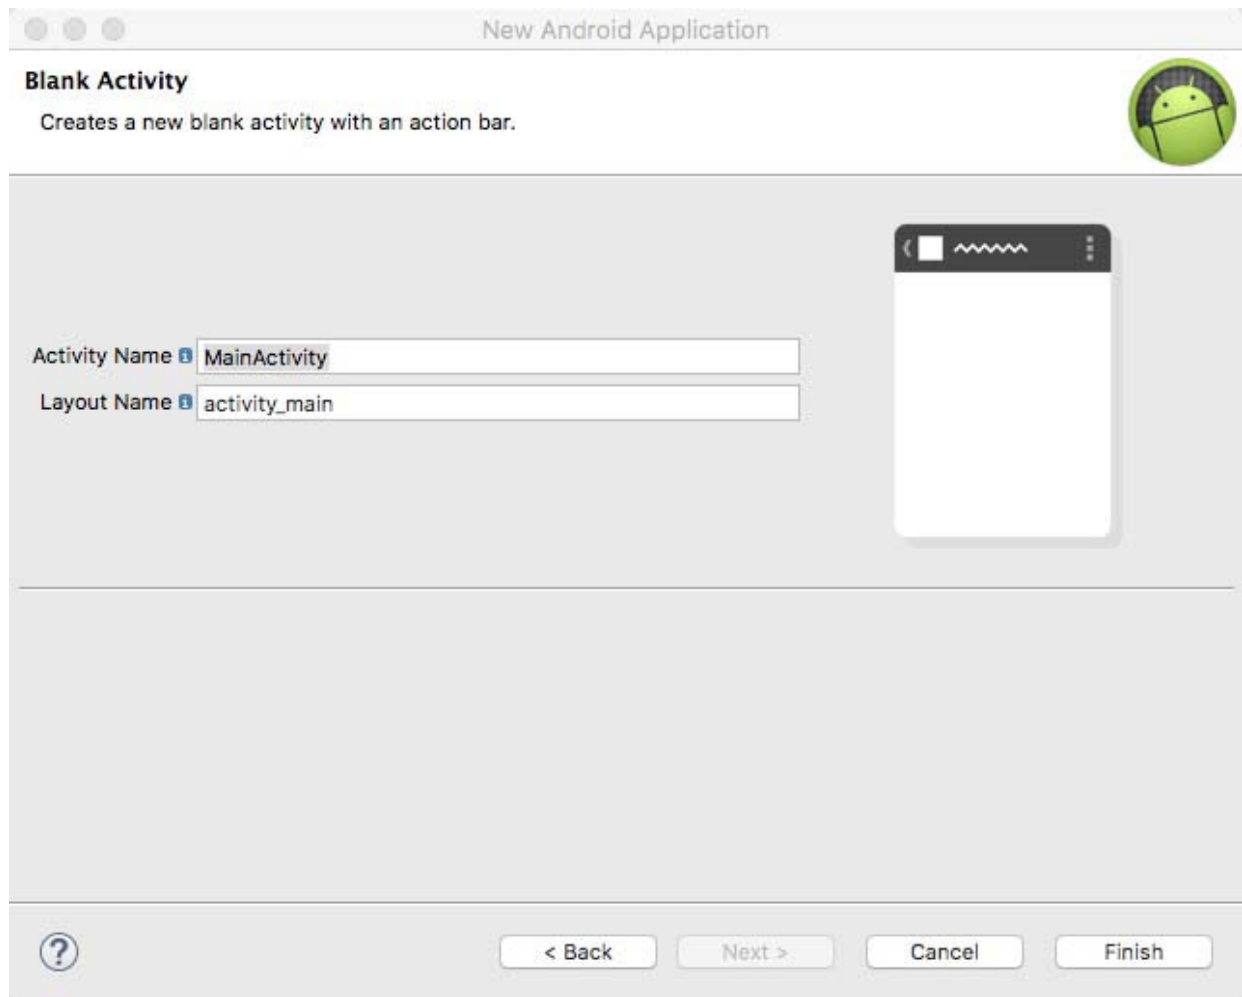 New Android Application
Blank Activity
Creates a new blank activity with an action bar.
Activity Name MainActivity
Layout Name activity_main
?
< Back Next > Cancel Finish